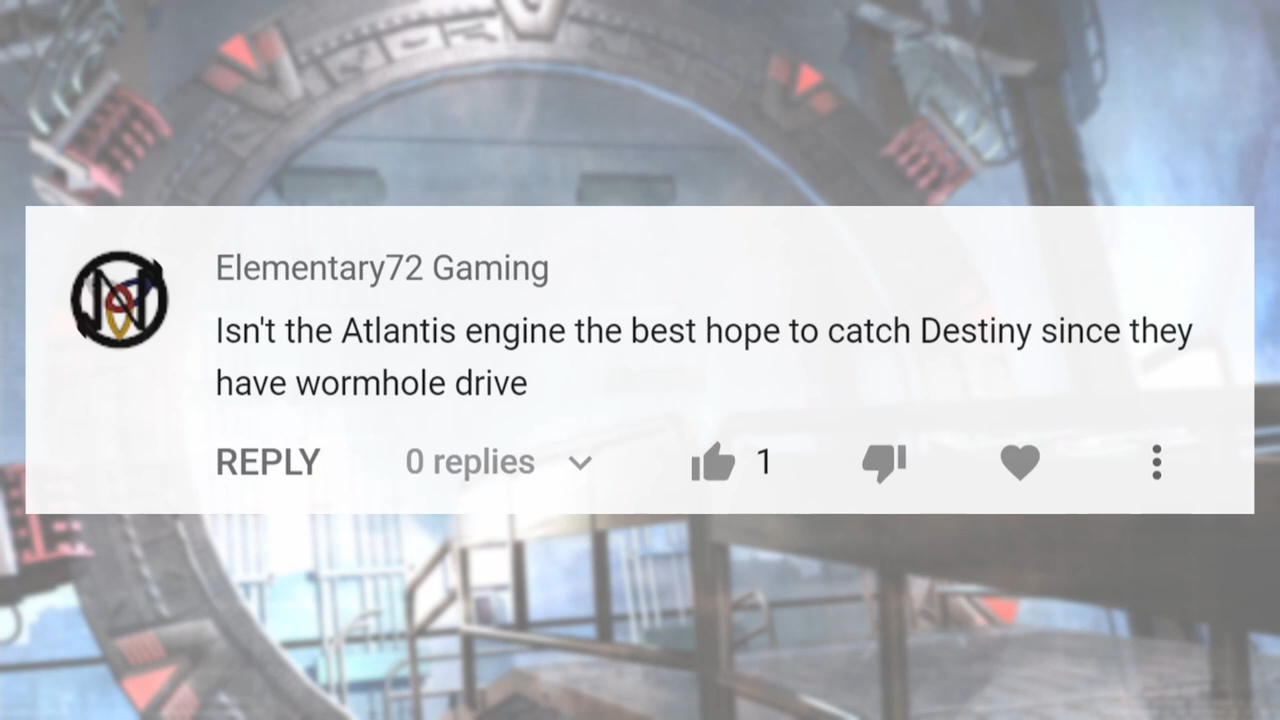 Elementary72 Gaming
Isn't the Atlantis engine the best hope to catch Destiny since they
have wormhole drive
REPLY 0 replies 1